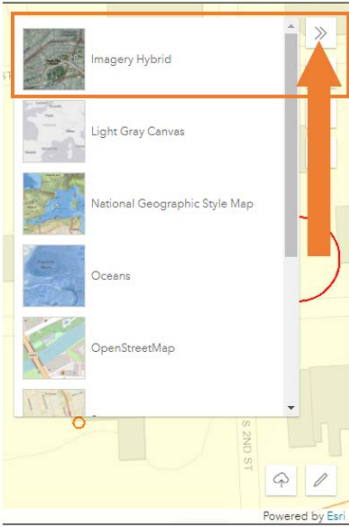 Imagery Hybrid
Light Gray Canvas
National Geographic Style Map
Oceans
OpenStreetMap
S 2ND ST
Powered by Esri